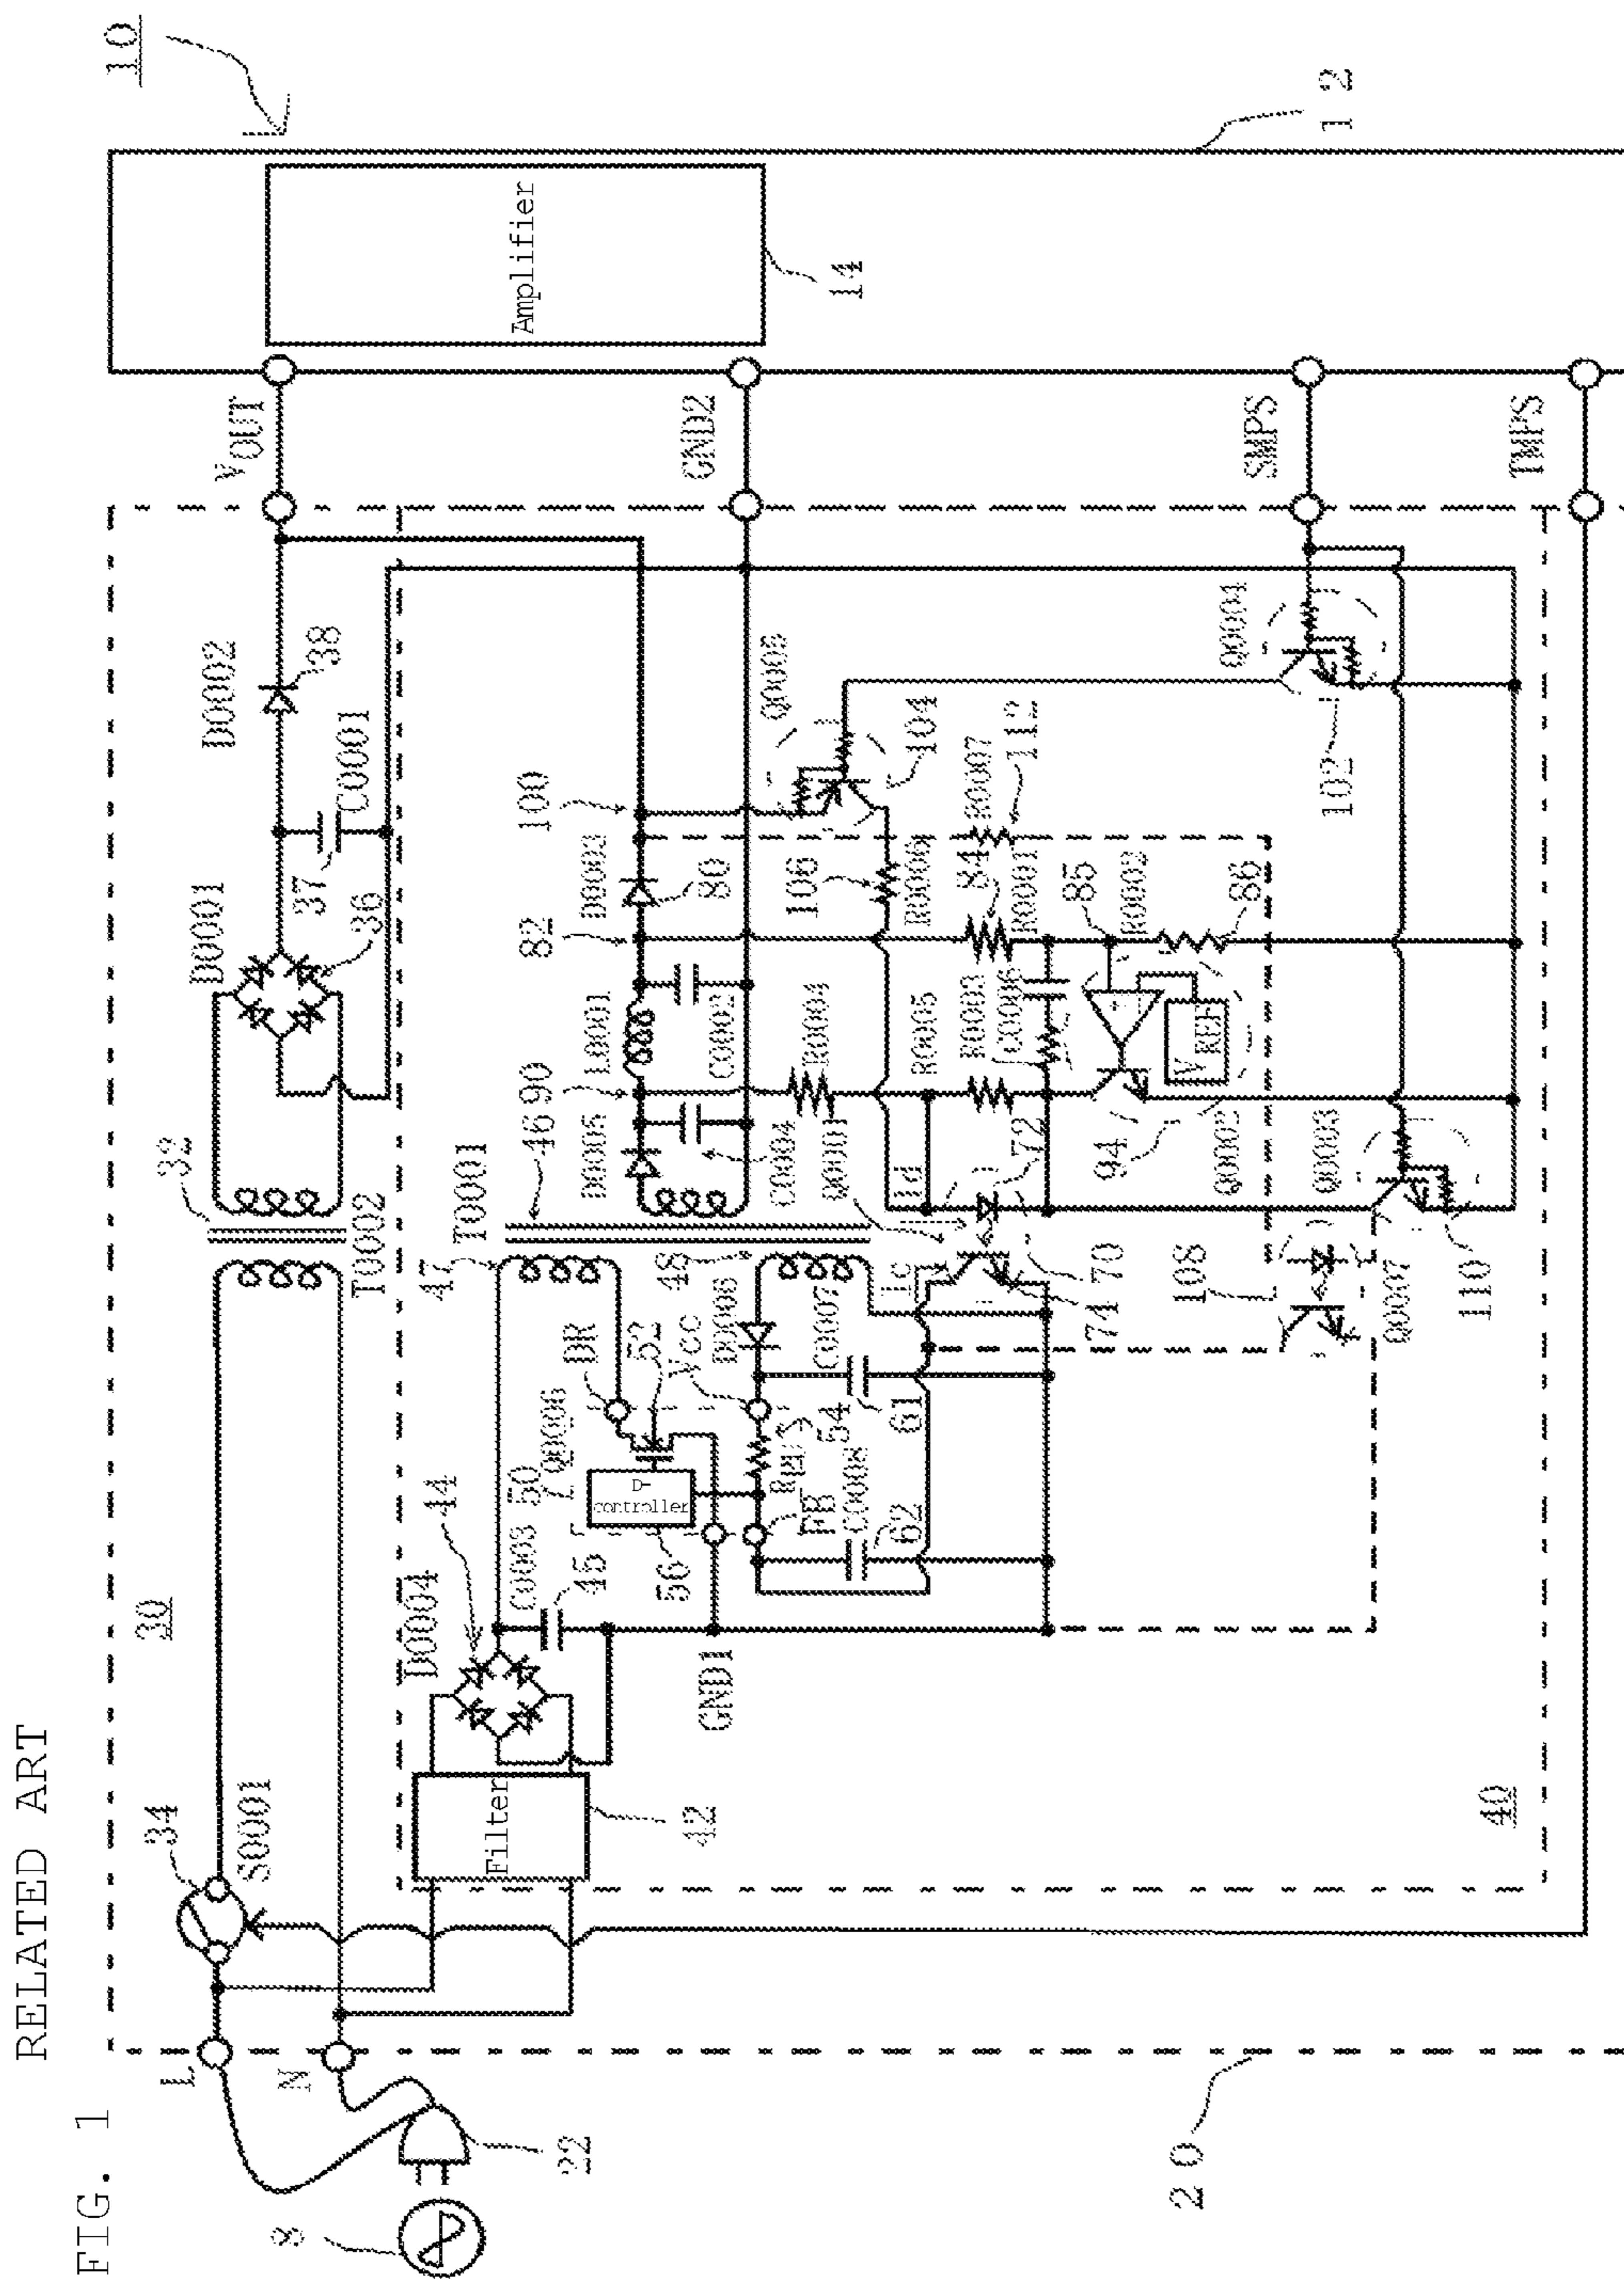 RELATED ART
FIG. 1
10
12
Amplifier
14
VOUT
GND2
SMPS
TMPS
D0002
38
C0001
37
D0001
36
32
T0002
30
34
S0001
L
N
8
22
20
40
Filter
42
D0004
44
C0003
45
GND1
50
Q0006
DR
52
VCC
D-controller
56
RPU
FB
54
C0008
62
61
C0007
D0006
48
47
T0001
46
90
L0001
D0005
C0004
C0002
82
D0003
80
100
Q0005
104
R0007
112
106
R0006
84
R0001
85
R0002
86
R0004
R0005
R0003
C0006
VREF
94
Q0002
Q0001
Id
72
Ic
70
74
108
Q0007
110
Q0003
102
Q0004